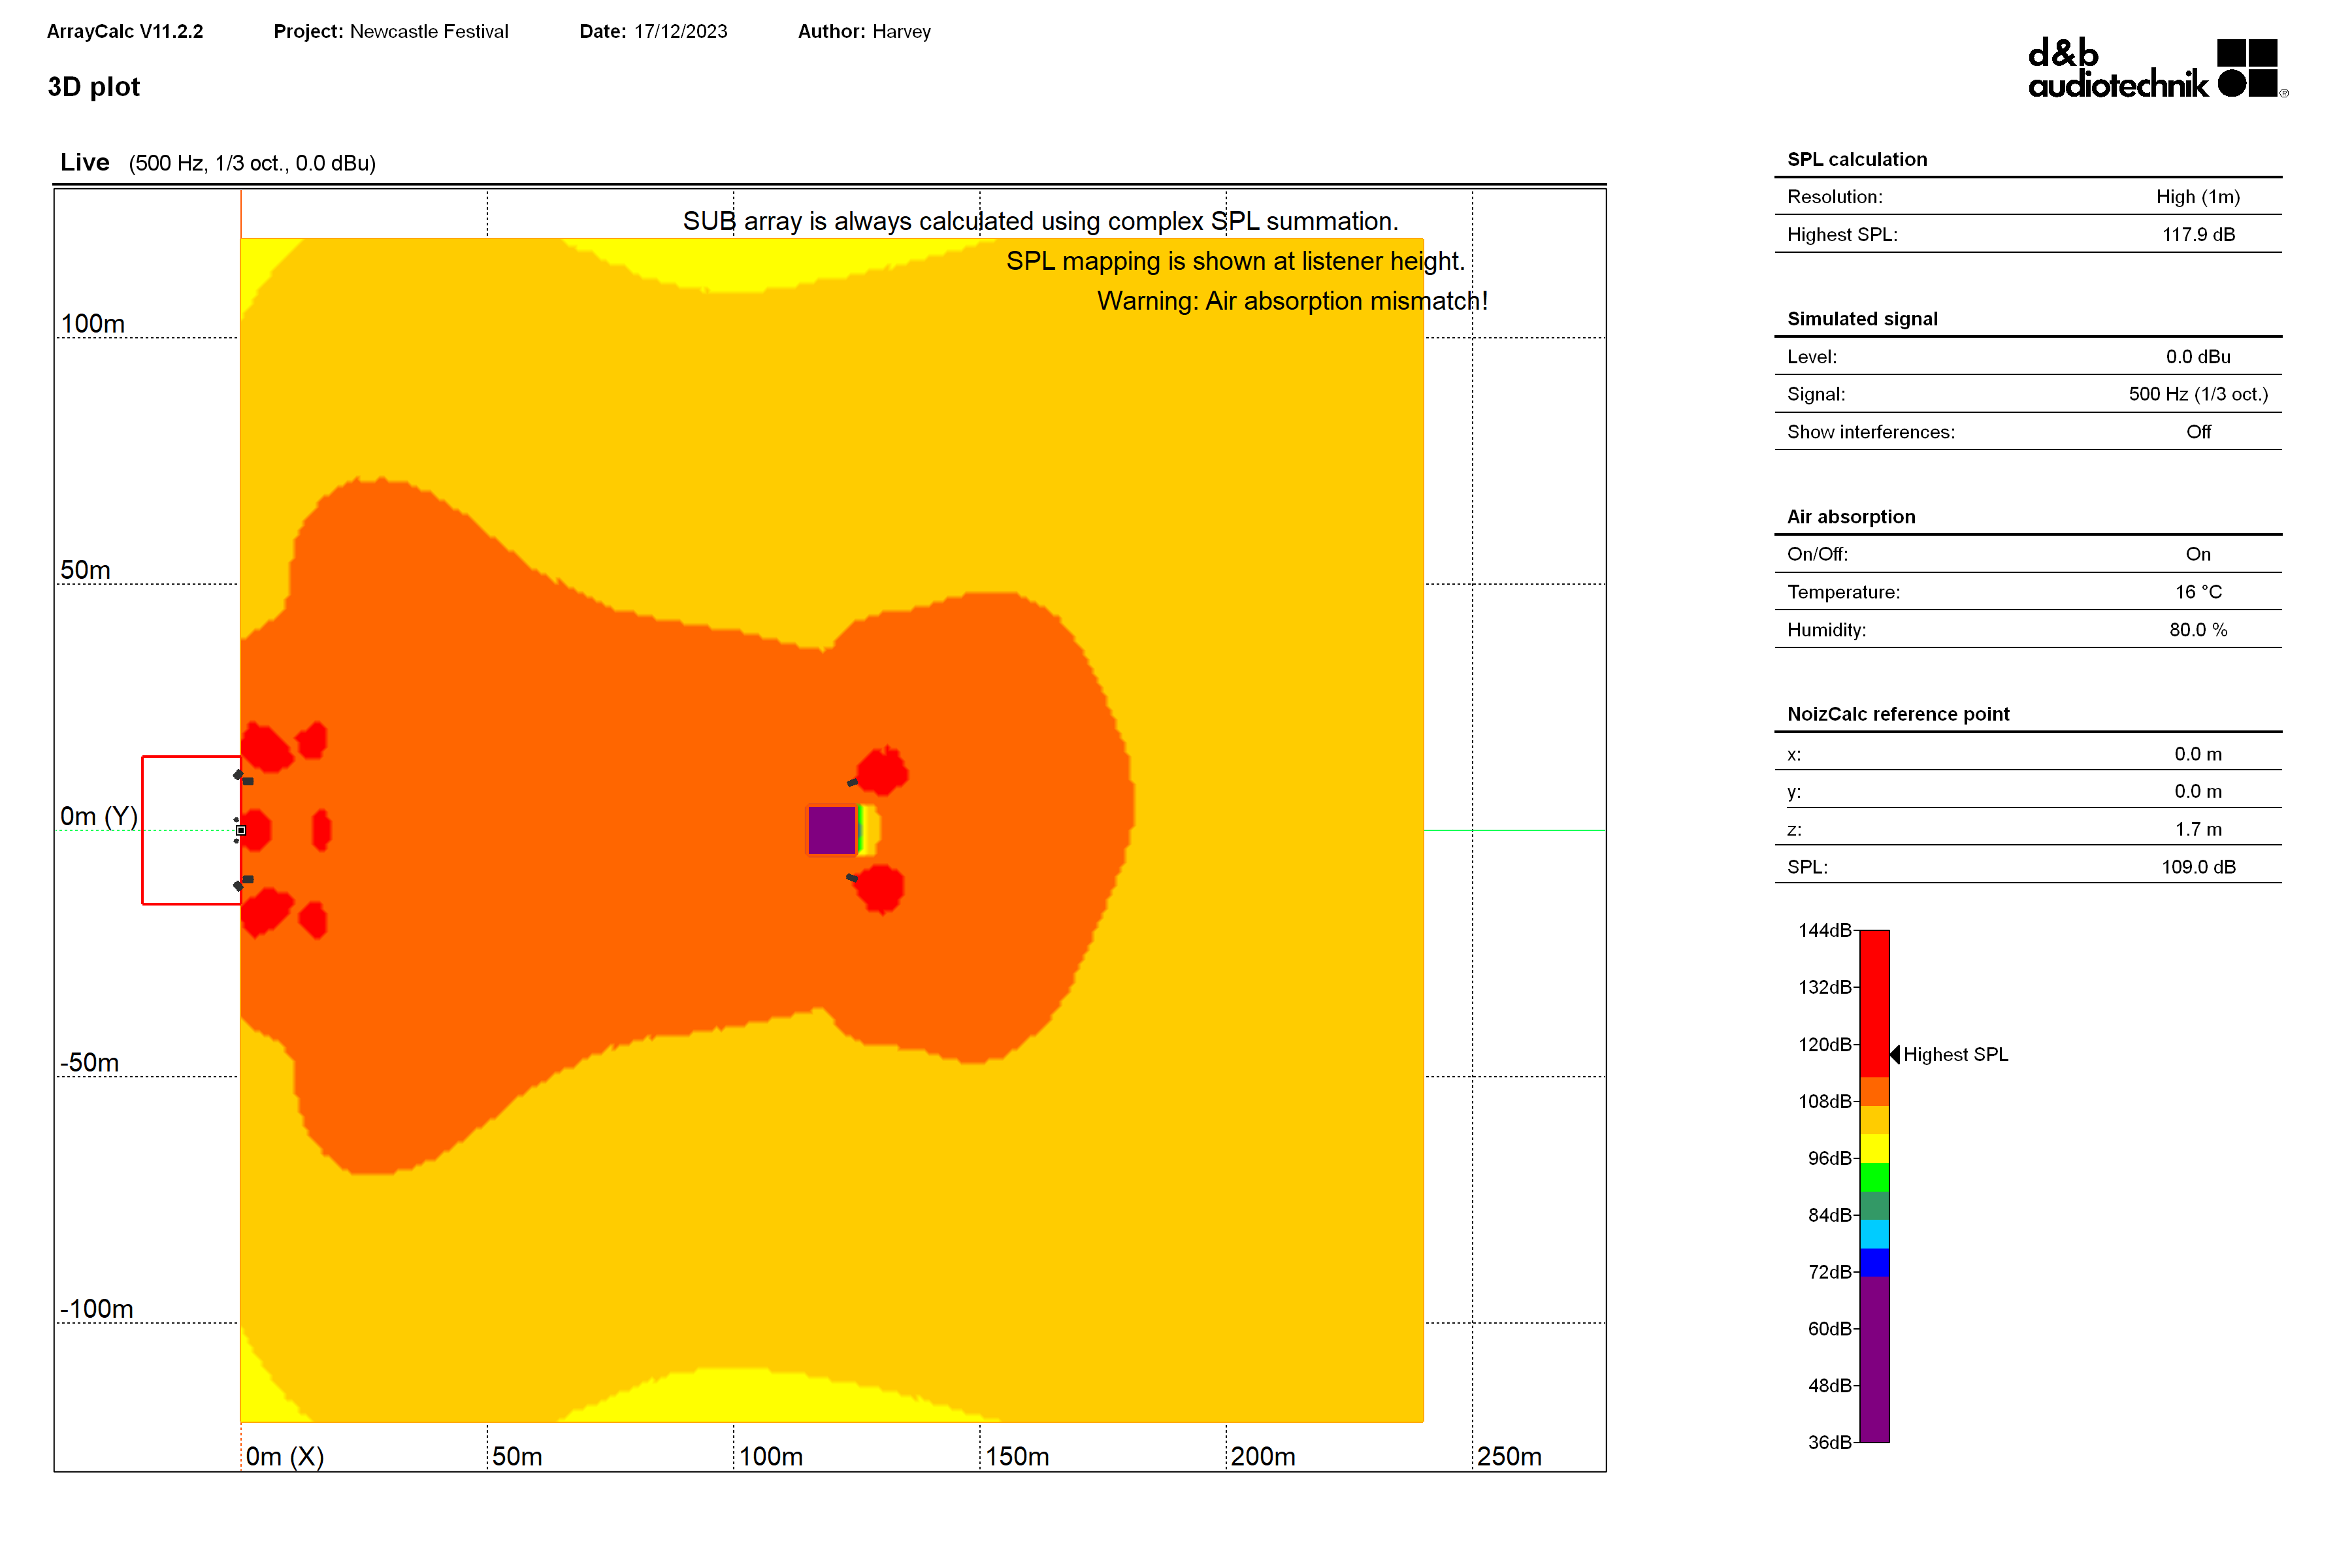 ArrayCalc V11.2.2 Project: Newcastle Festival Date: 17/12/2023 Author: Harvey
3D plot
d&b
audiotechnik ®
Live (500 Hz, 1/3 oct., 0.0 dBu)
SUB array is always calculated using complex SPL summation.
SPL mapping is shown at listener height.
Warning: Air absorption mismatch!
100m
50m
0m (Y)
-50m
-100m
0m (X) 50m 100m 150m 200m 250m
SPL calculation
Resolution: High (1m)
Highest SPL: 117.9 dB
Simulated signal
Level: 0.0 dBu
Signal: 500 Hz (1/3 oct.)
Show interferences: Off
Air absorption
On/Off: On
Temperature: 16 °C
Humidity: 80.0 %
NoizCalc reference point
x: 0.0 m
y: 0.0 m
z: 1.7 m
SPL: 109.0 dB
144dB
132dB
120dB
Highest SPL
108dB
96dB
84dB
72dB
60dB
48dB
36dB